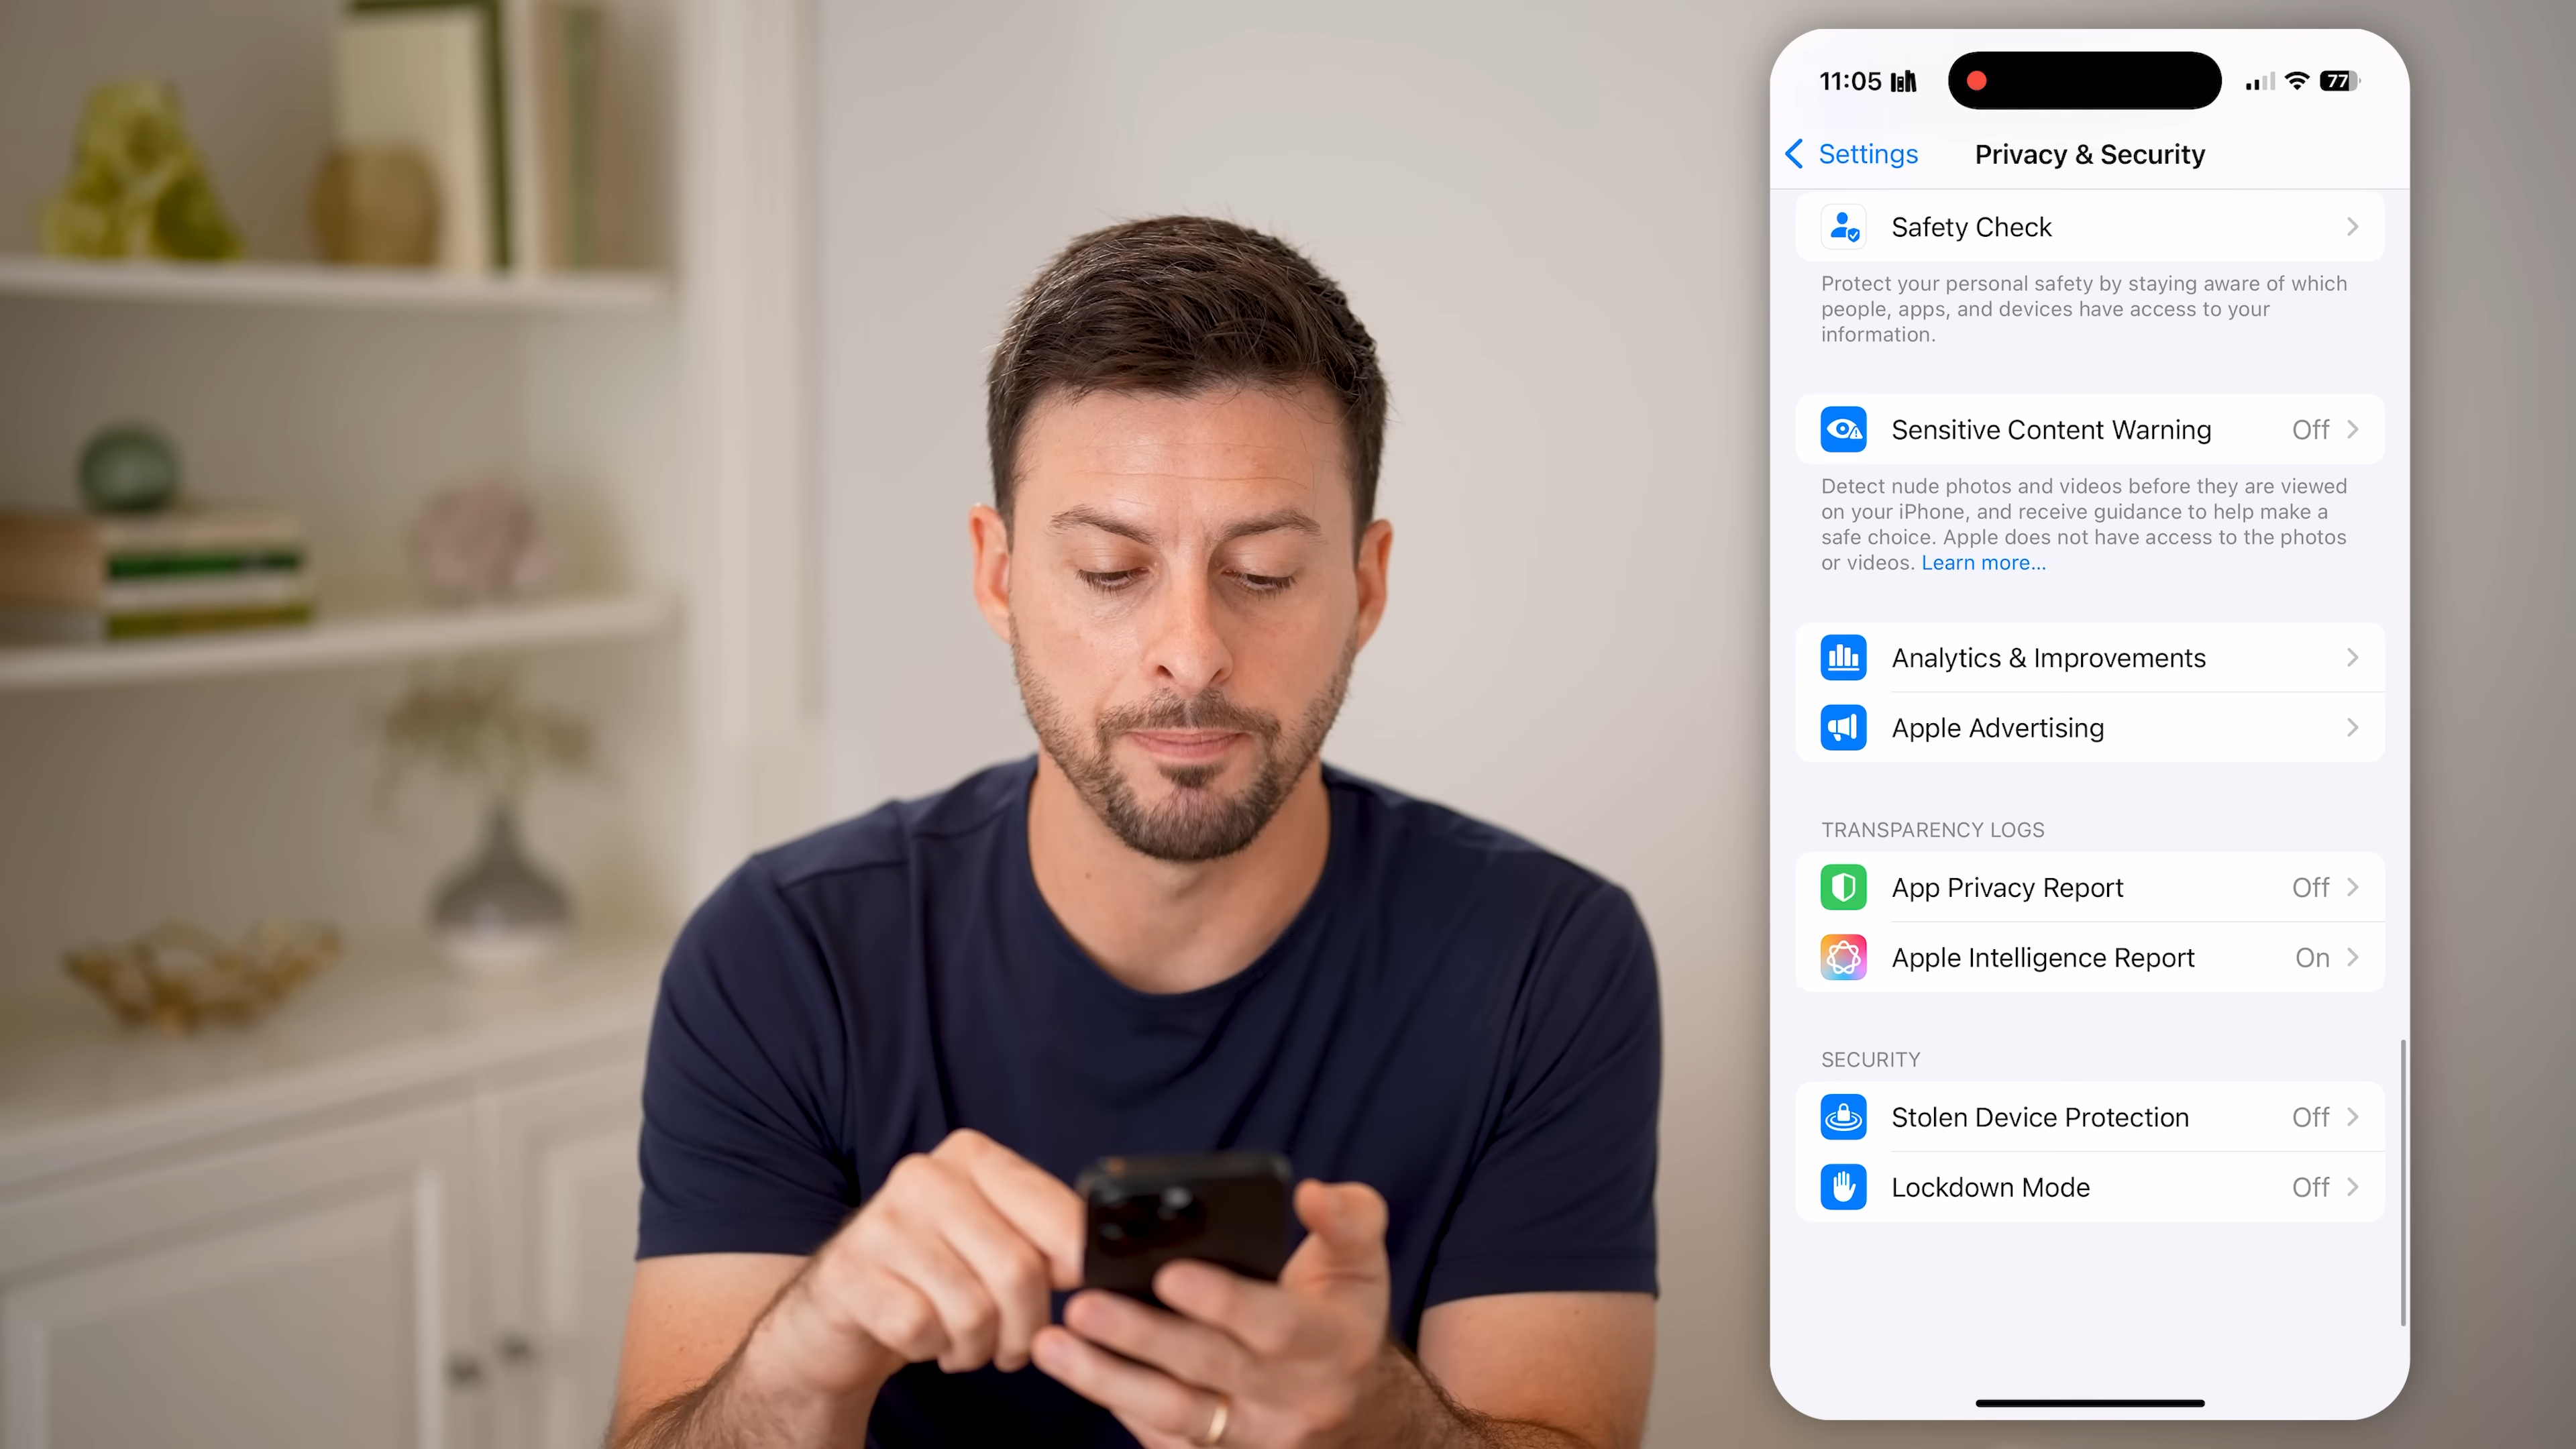 11:05
77
Settings
Privacy & Security
Safety Check
Protect your personal safety by staying aware of which
people, apps, and devices have access to your
information.
Sensitive Content Warning Off
Detect nude photos and videos before they are viewed
on your iPhone, and receive guidance to help make a
safe choice. Apple does not have access to the photos
or videos. Learn more...
Analytics & Improvements
Apple Advertising
TRANSPARENCY LOGS
App Privacy Report Off
Apple Intelligence Report On
SECURITY
Stolen Device Protection Off
Lockdown Mode Off